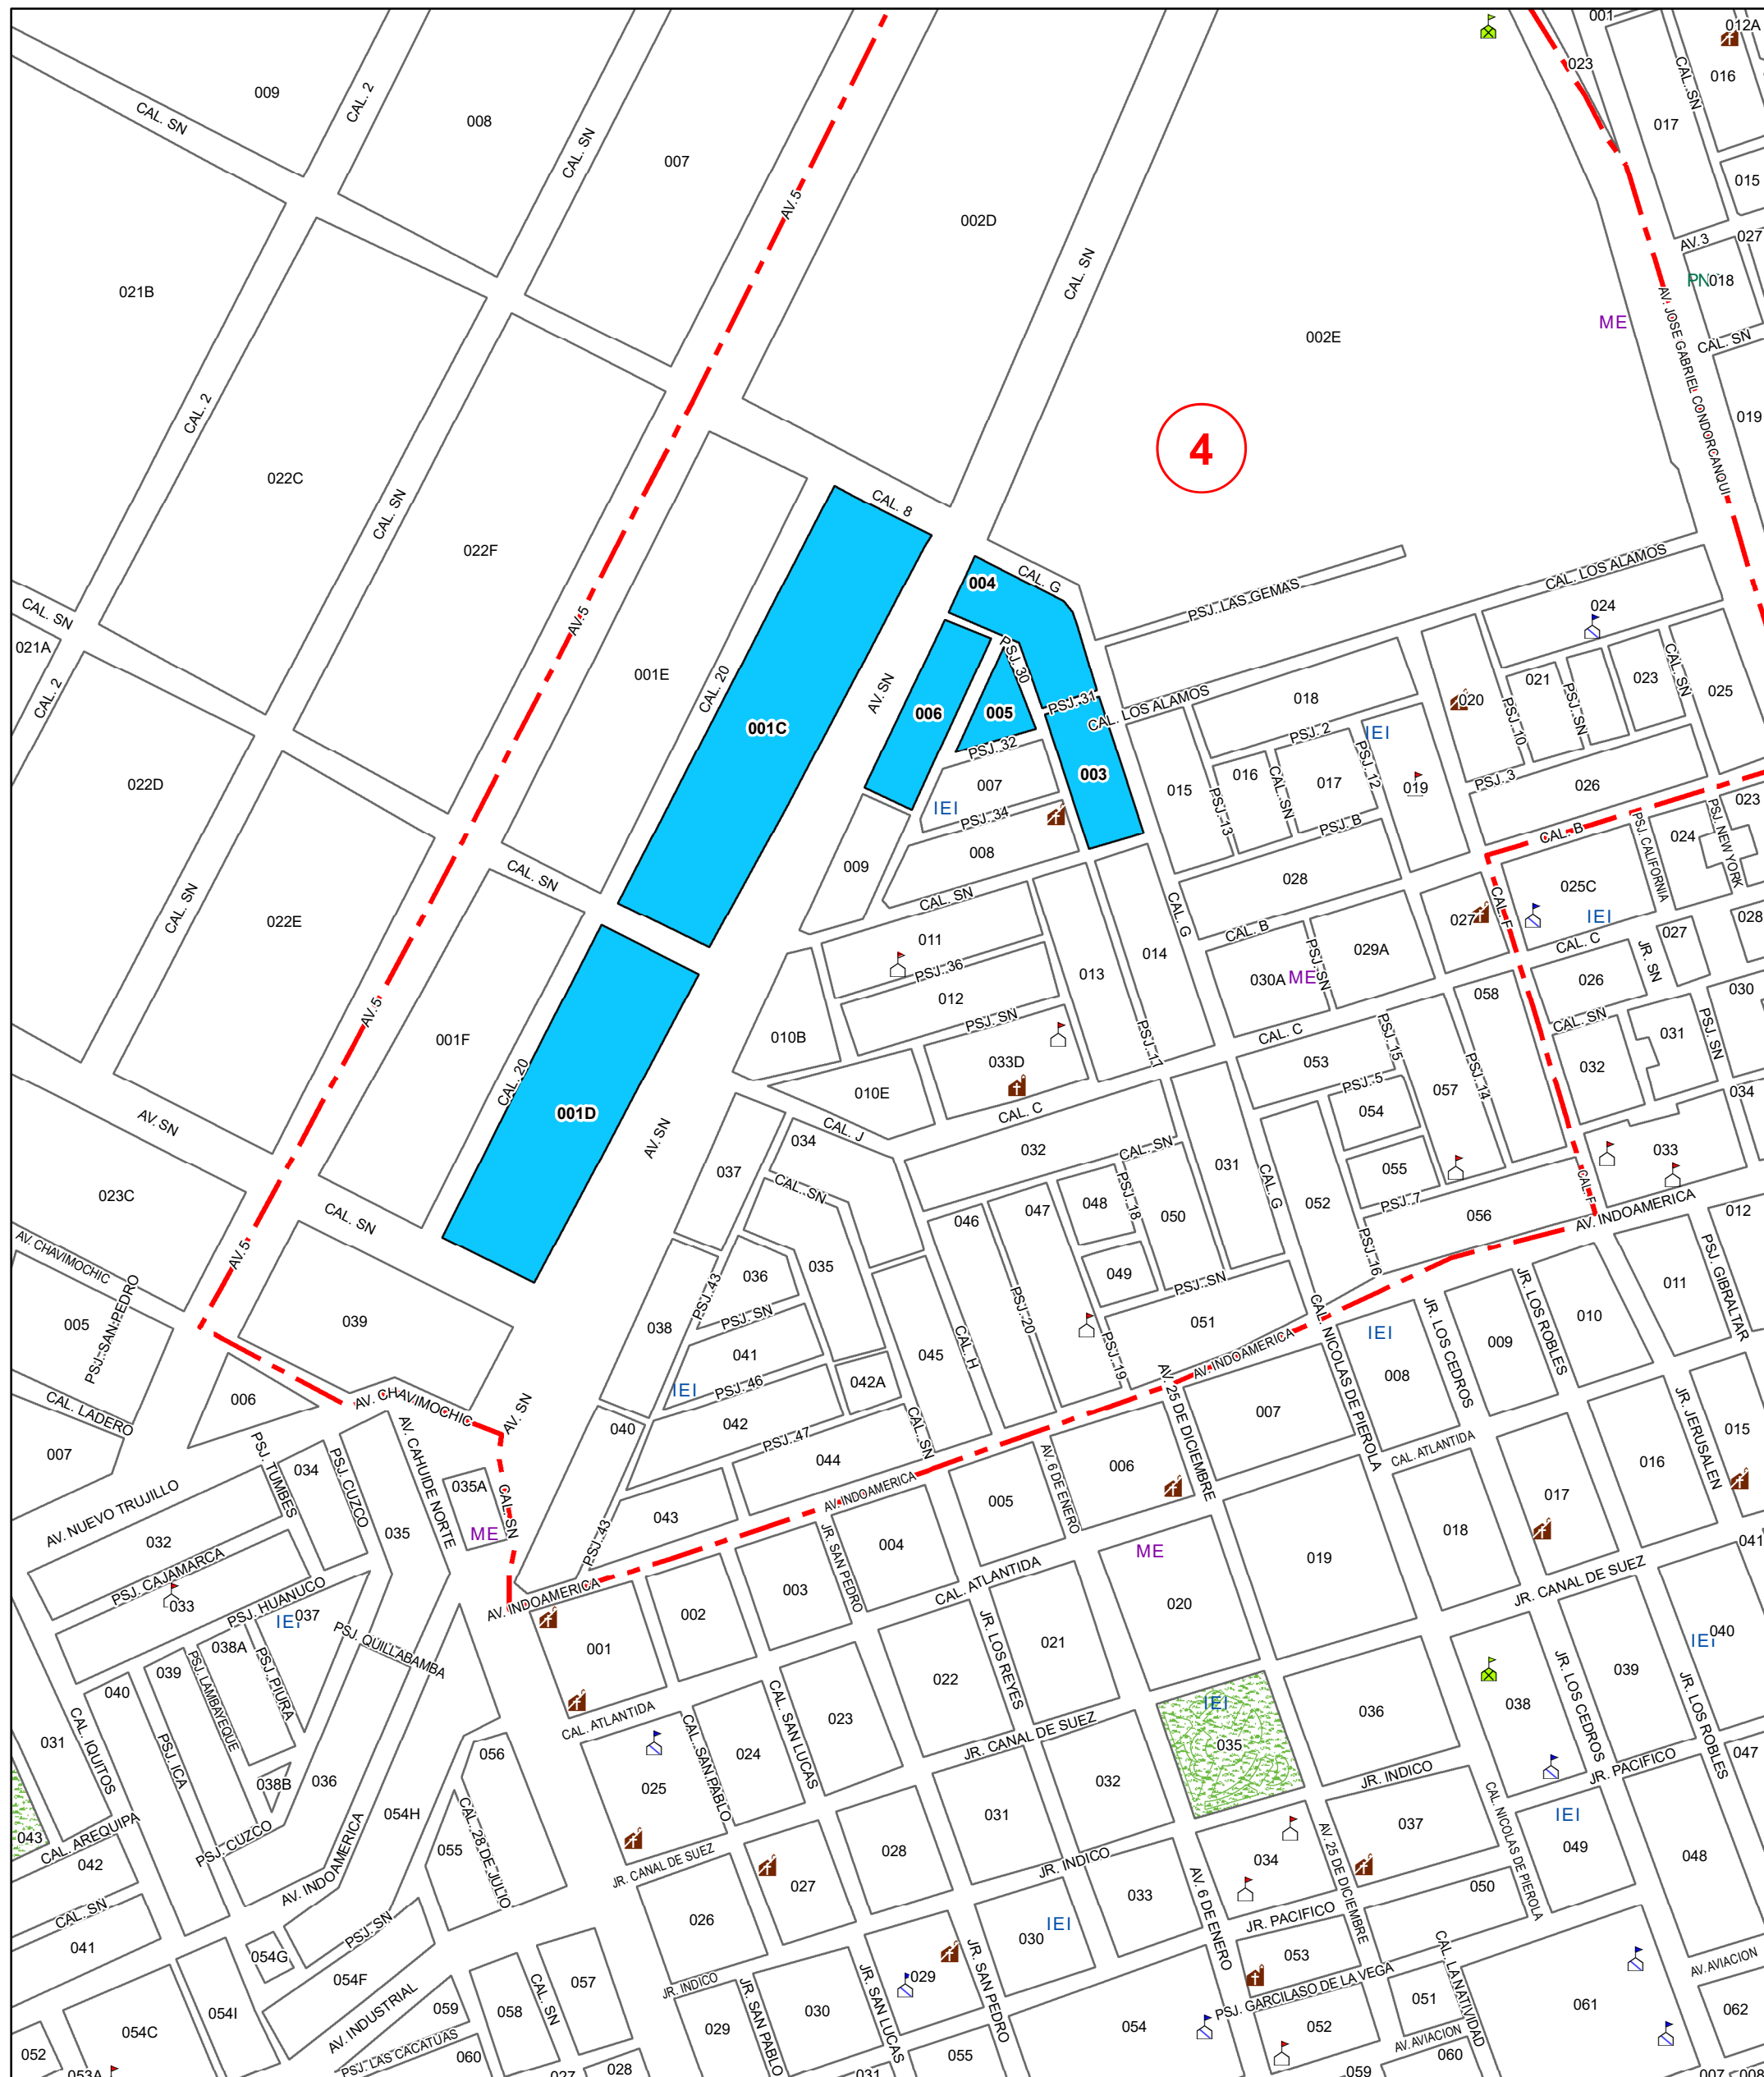 001
012A
009
CAL. 2
023
CAL. SN
016
CAL. SN
008
CAL. SN
017
007
015
AV. 5
002D
027
AV. 3
CAL. SN
PN
018
021B
ME
002E
AV. JOSE GABRIEL CONDORCANQUI
CAL. SN
CAL. 2
019
4
022C
CAL. 8
CAL. SN
022F
CAL. G
CAL. LOS ALAMOS
004
PSJ. LAS GEMAS
CAL. SN
024
AV. 5
021A
PSJ. 30
001E
CAL. 20
AV. SN
CAL. SN
CAL. 2
021
023
025
018
020
PSJ. 31
CAL. LOS ALAMOS
PSJ. SN
PSJ. 10
006
005
001C
PSJ. 2
IEI
PSJ. 32
PSJ. 12
003
016
017
022D
007
015
CAL. SN
PSJ. 3
019
026
IEI
PSJ. 34
PSJ. 13
PSJ. B
CAL. B
023
PSJ. NEW YORK
PSJ. CALIFORNIA
024
008
009
CAL. SN
028
025C
CAL. SN
CAL. SN
CAL. G
CAL. F
IEI
022E
027
028
011
CAL. B
027
CAL. C
PSJ. 36
014
029A
PSJ. SN
JR. SN
013
030A
ME
026
030
012
058
AV. 5
PSJ. SN
CAL. SN
PSJ. SN
010B
CAL. C
PSJ. 15
031
001F
033D
PSJ. 17
053
032
CAL. 20
PSJ. 5
057
PSJ. 14
034
010E
001D
054
CAL. C
AV. SN
CAL. J
034
AV. SN
032
CAL. SN
033
037
031
055
CAL. G
CAL. F
023C
CAL. SN
PSJ. 18
048
052
PSJ. 7
047
CAL. SN
046
050
056
AV. INDOAMERICA
012
AV. CHAVIMOCHIC
AV. 5
PSJ. 16
PSJ. GIBRALTAR
035
036
049
PSJ. SN
011
PSJ. 43
PSJ. SAN PEDRO
PSJ. SN
PSJ. 20
JR. LOS ROBLES
005
039
038
051
CAL. NICOLAS DE PIEROLA
JR. LOS CEDROS
010
IEI
009
041
045
CAL. H
PSJ. 19
AV. INDOAMERICA
008
042A
IEI
PSJ. 46
006
AV. CHAVIMOCHIC
AV. SN
AV. 25 DE DICIEMBRE
JR. JERUSALEN
CAL. LADERO
042
040
007
015
CAL. SN
PSJ. 47
AV. CAHUIDE NORTE
007
044
CAL. ATLANTIDA
PSJ. TUMBES
PSJ. CUZCO
034
006
016
AV. 6 DE ENERO
035A
AV. INDOAMERICA
005
017
AV. NUEVO TRUJILLO
CAL. SN
043
018
035
ME
JR. SAN PEDRO
041
032
PSJ. 43
004
ME
019
PSJ. CAJAMARCA
AV. INDOAMERICA
003
CAL. ATLANTIDA
JR. CANAL DE SUEZ
033
PSJ. HUANUCO
002
020
IEI
037
PSJ. QUILLABAMBA
JR. LOS REYES
021
IEI
040
038A
001
PSJ. LAMBAYEQUE
PSJ. PIURA
039
022
039
040
JR. LOS CEDROS
JR. LOS ROBLES
IEI
038
036
CAL. ATLANTIDA
023
CAL. IQUITOS
CAL. SAN LUCAS
JR. CANAL DE SUEZ
035
031
PSJ. ICA
056
CAL. SAN PABLO
024
047
JR. PACIFICO
036
038B
025
032
JR. INDICO
054H
031
IEI
CAL. NICOLAS DE PIEROLA
037
043
CAL. AREQUIPA
PSJ. CUZCO
CAL. 28 DE JULIO
AV. 25 DE DICIEMBRE
055
028
049
048
042
034
JR. CANAL DE SUEZ
JR. INDICO
AV. INDOAMERICA
027
033
AV. 6 DE ENERO
050
CAL. SN
026
JR. PACIFICO
PSJ. SN
IEI
030
041
054G
053
CAL. LA NATIVIDAD
AV. AVIACION
054F
057
JR. INDICO
029
JR. SAN PEDRO
PSJ. GARCILASO DE LA VEGA
054I
059
058
CAL. SN
JR. SAN PABLO
030
JR. SAN LUCAS
051
061
062
054C
AV. INDUSTRIAL
029
054
052
AV. AVIACION
052
PSJ. LAS CACATUAS
060
055
060
053A
027
028
031
059
007
008